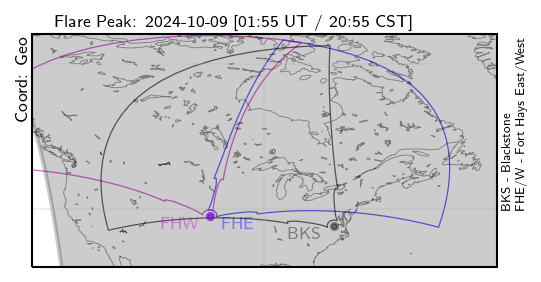 Flare Peak: 2024-10-09 [01:55 UT / 20:55 CST]
Coord: Geo
FHW
FHE
BKS
BKS - Blackstone
FHE/W - Fort Hays East/West